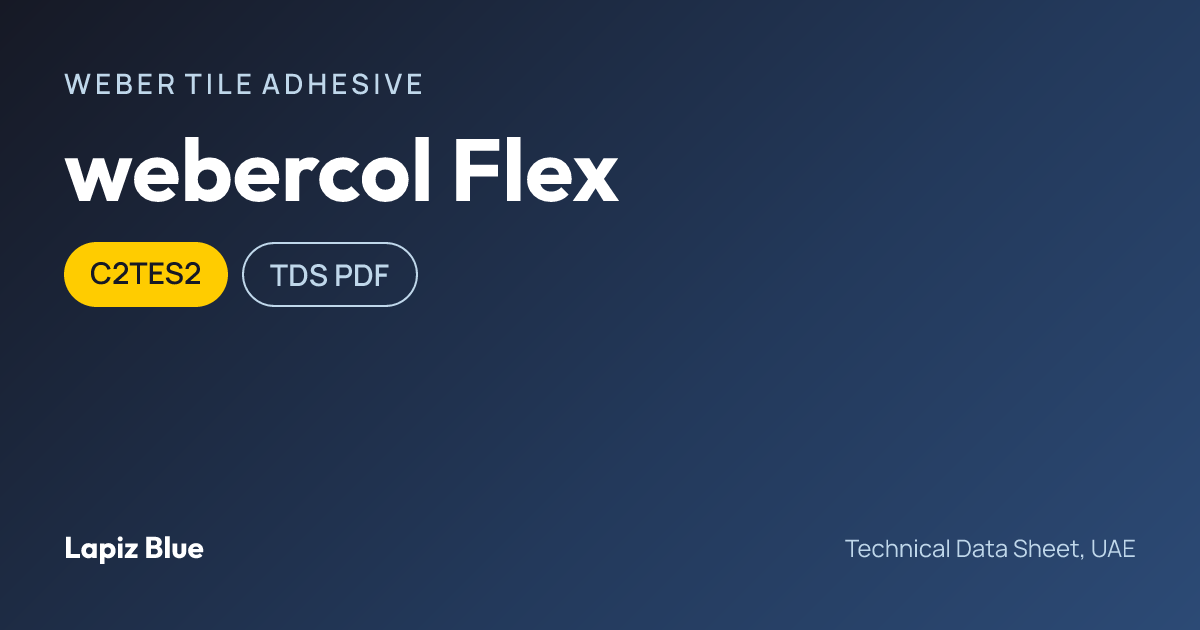 WEBER TILE ADHESIVE
webercol Flex
C2TES2 TDS PDF
Lapiz Blue Technical Data Sheet, UAE